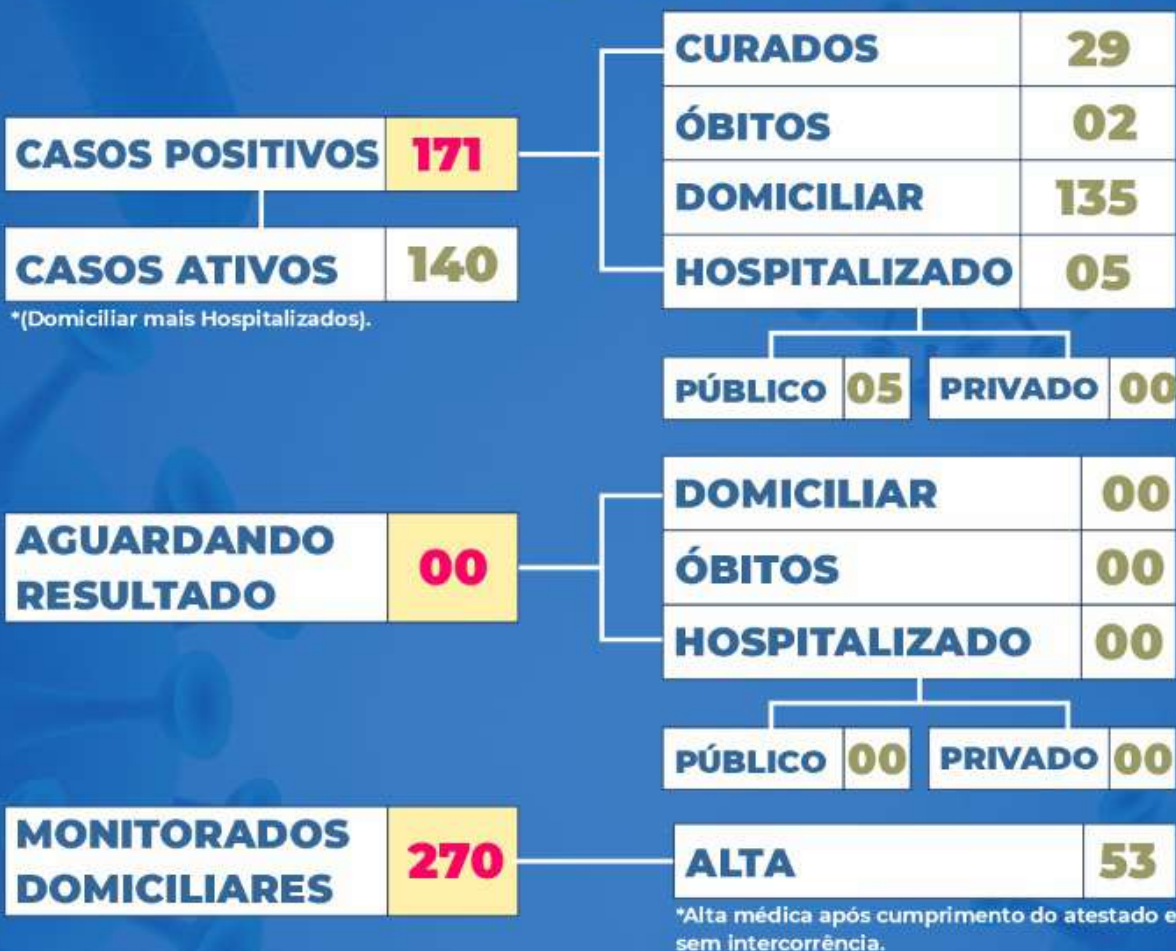 CASOS POSITIVOS 171
CASOS ATIVOS 140
*(Domiciliar mais Hospitalizados).
CURADOS 29
ÓBITOS 02
DOMICILIAR 135
HOSPITALIZADO 05
PÚBLICO 05 PRIVADO 00
AGUARDANDO
RESULTADO 00
DOMICILIAR 00
ÓBITOS 00
HOSPITALIZADO 00
PÚBLICO 00 PRIVADO 00
MONITORADOS
DOMICILIARES 270
ALTA 53
*Alta médica após cumprimento do atestado e
sem intercorrência.